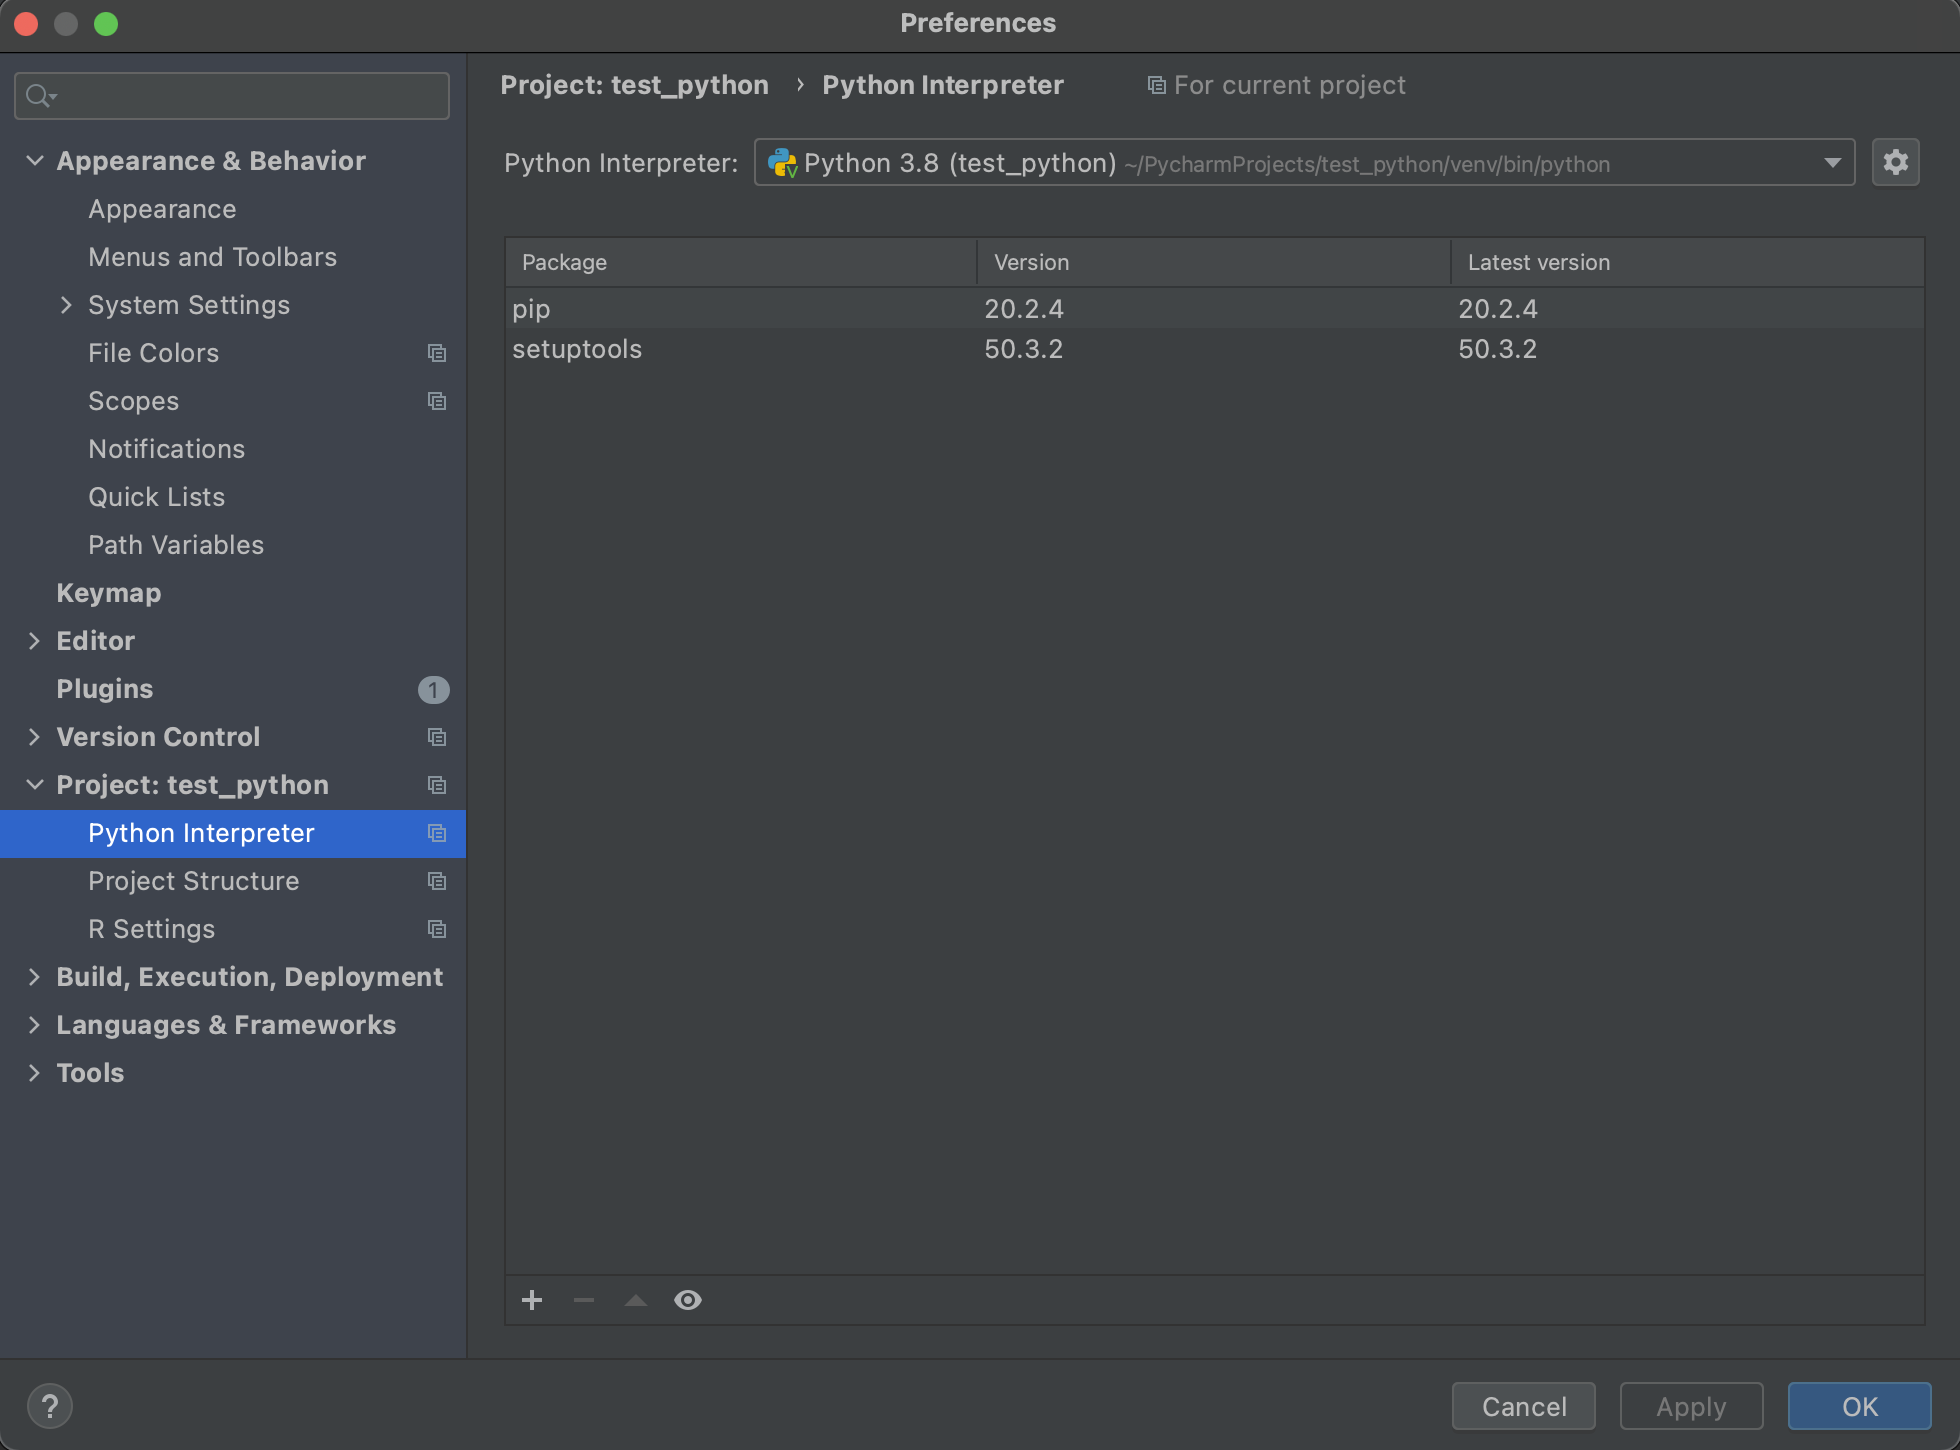 Preferences
Project: test_python › Python Interpreter For current project
Python Interpreter: Python 3.8 (test_python) ~/PycharmProjects/test_python/venv/bin/python
Appearance & Behavior
Appearance
Menus and Toolbars
System Settings
File Colors
Scopes
Notifications
Quick Lists
Path Variables
Keymap
Editor
Plugins 1
Version Control
Project: test_python
Python Interpreter
Project Structure
R Settings
Build, Execution, Deployment
Languages & Frameworks
Tools
Package Version Latest version
pip 20.2.4 20.2.4
setuptools 50.3.2 50.3.2
? Cancel Apply OK